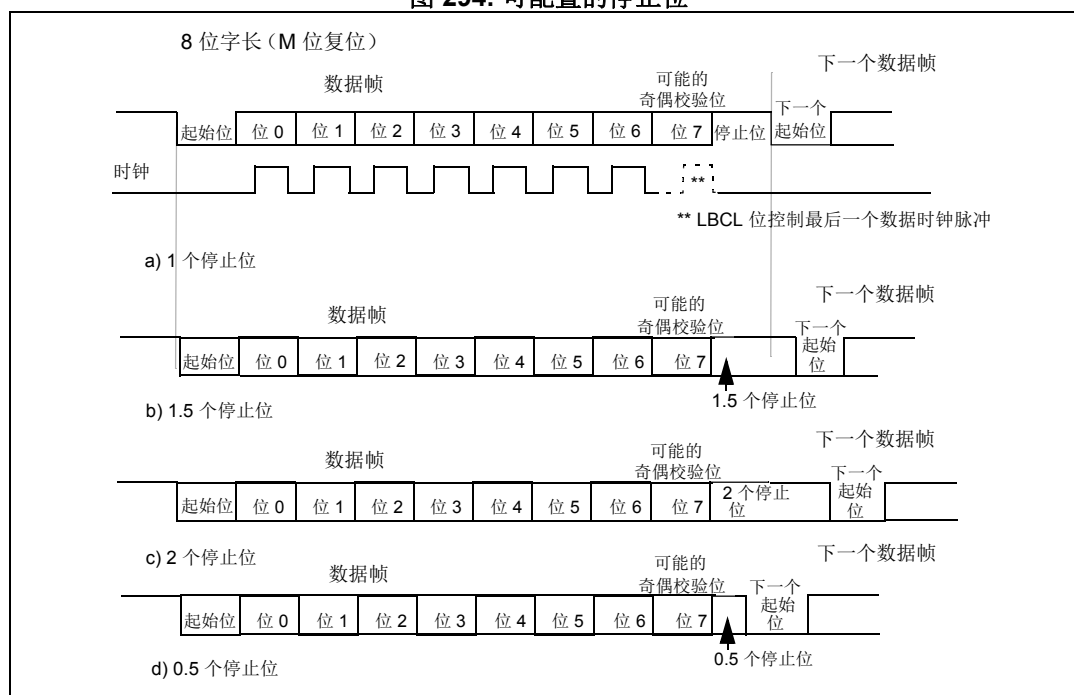 图 294. 可配置的停止位
8 位字长（M 位复位）
下一个数据帧
数据帧
可能的
奇偶校验位
下一个
起始位
起始位 位 0 位 1 位 2 位 3 位 4 位 5 位 6 位 7 停止位
时钟
**
** LBCL 位控制最后一个数据时钟脉冲
a) 1 个停止位
下一个数据帧
数据帧
可能的
奇偶校验位
下一个
起始
位
起始位 位 0 位 1 位 2 位 3 位 4 位 5 位 6 位 7
1.5 个停止位
b) 1.5 个停止位
下一个数据帧
数据帧
可能的
奇偶校验位
下一个
起始
位
2 个停止
位
起始位 位 0 位 1 位 2 位 3 位 4 位 5 位 6 位 7
c) 2 个停止位
下一个数据帧
数据帧
可能的
奇偶校验位
下一个
起始
位
起始位 位 0 位 1 位 2 位 3 位 4 位 5 位 6 位 7
0.5 个停止位
d) 0.5 个停止位